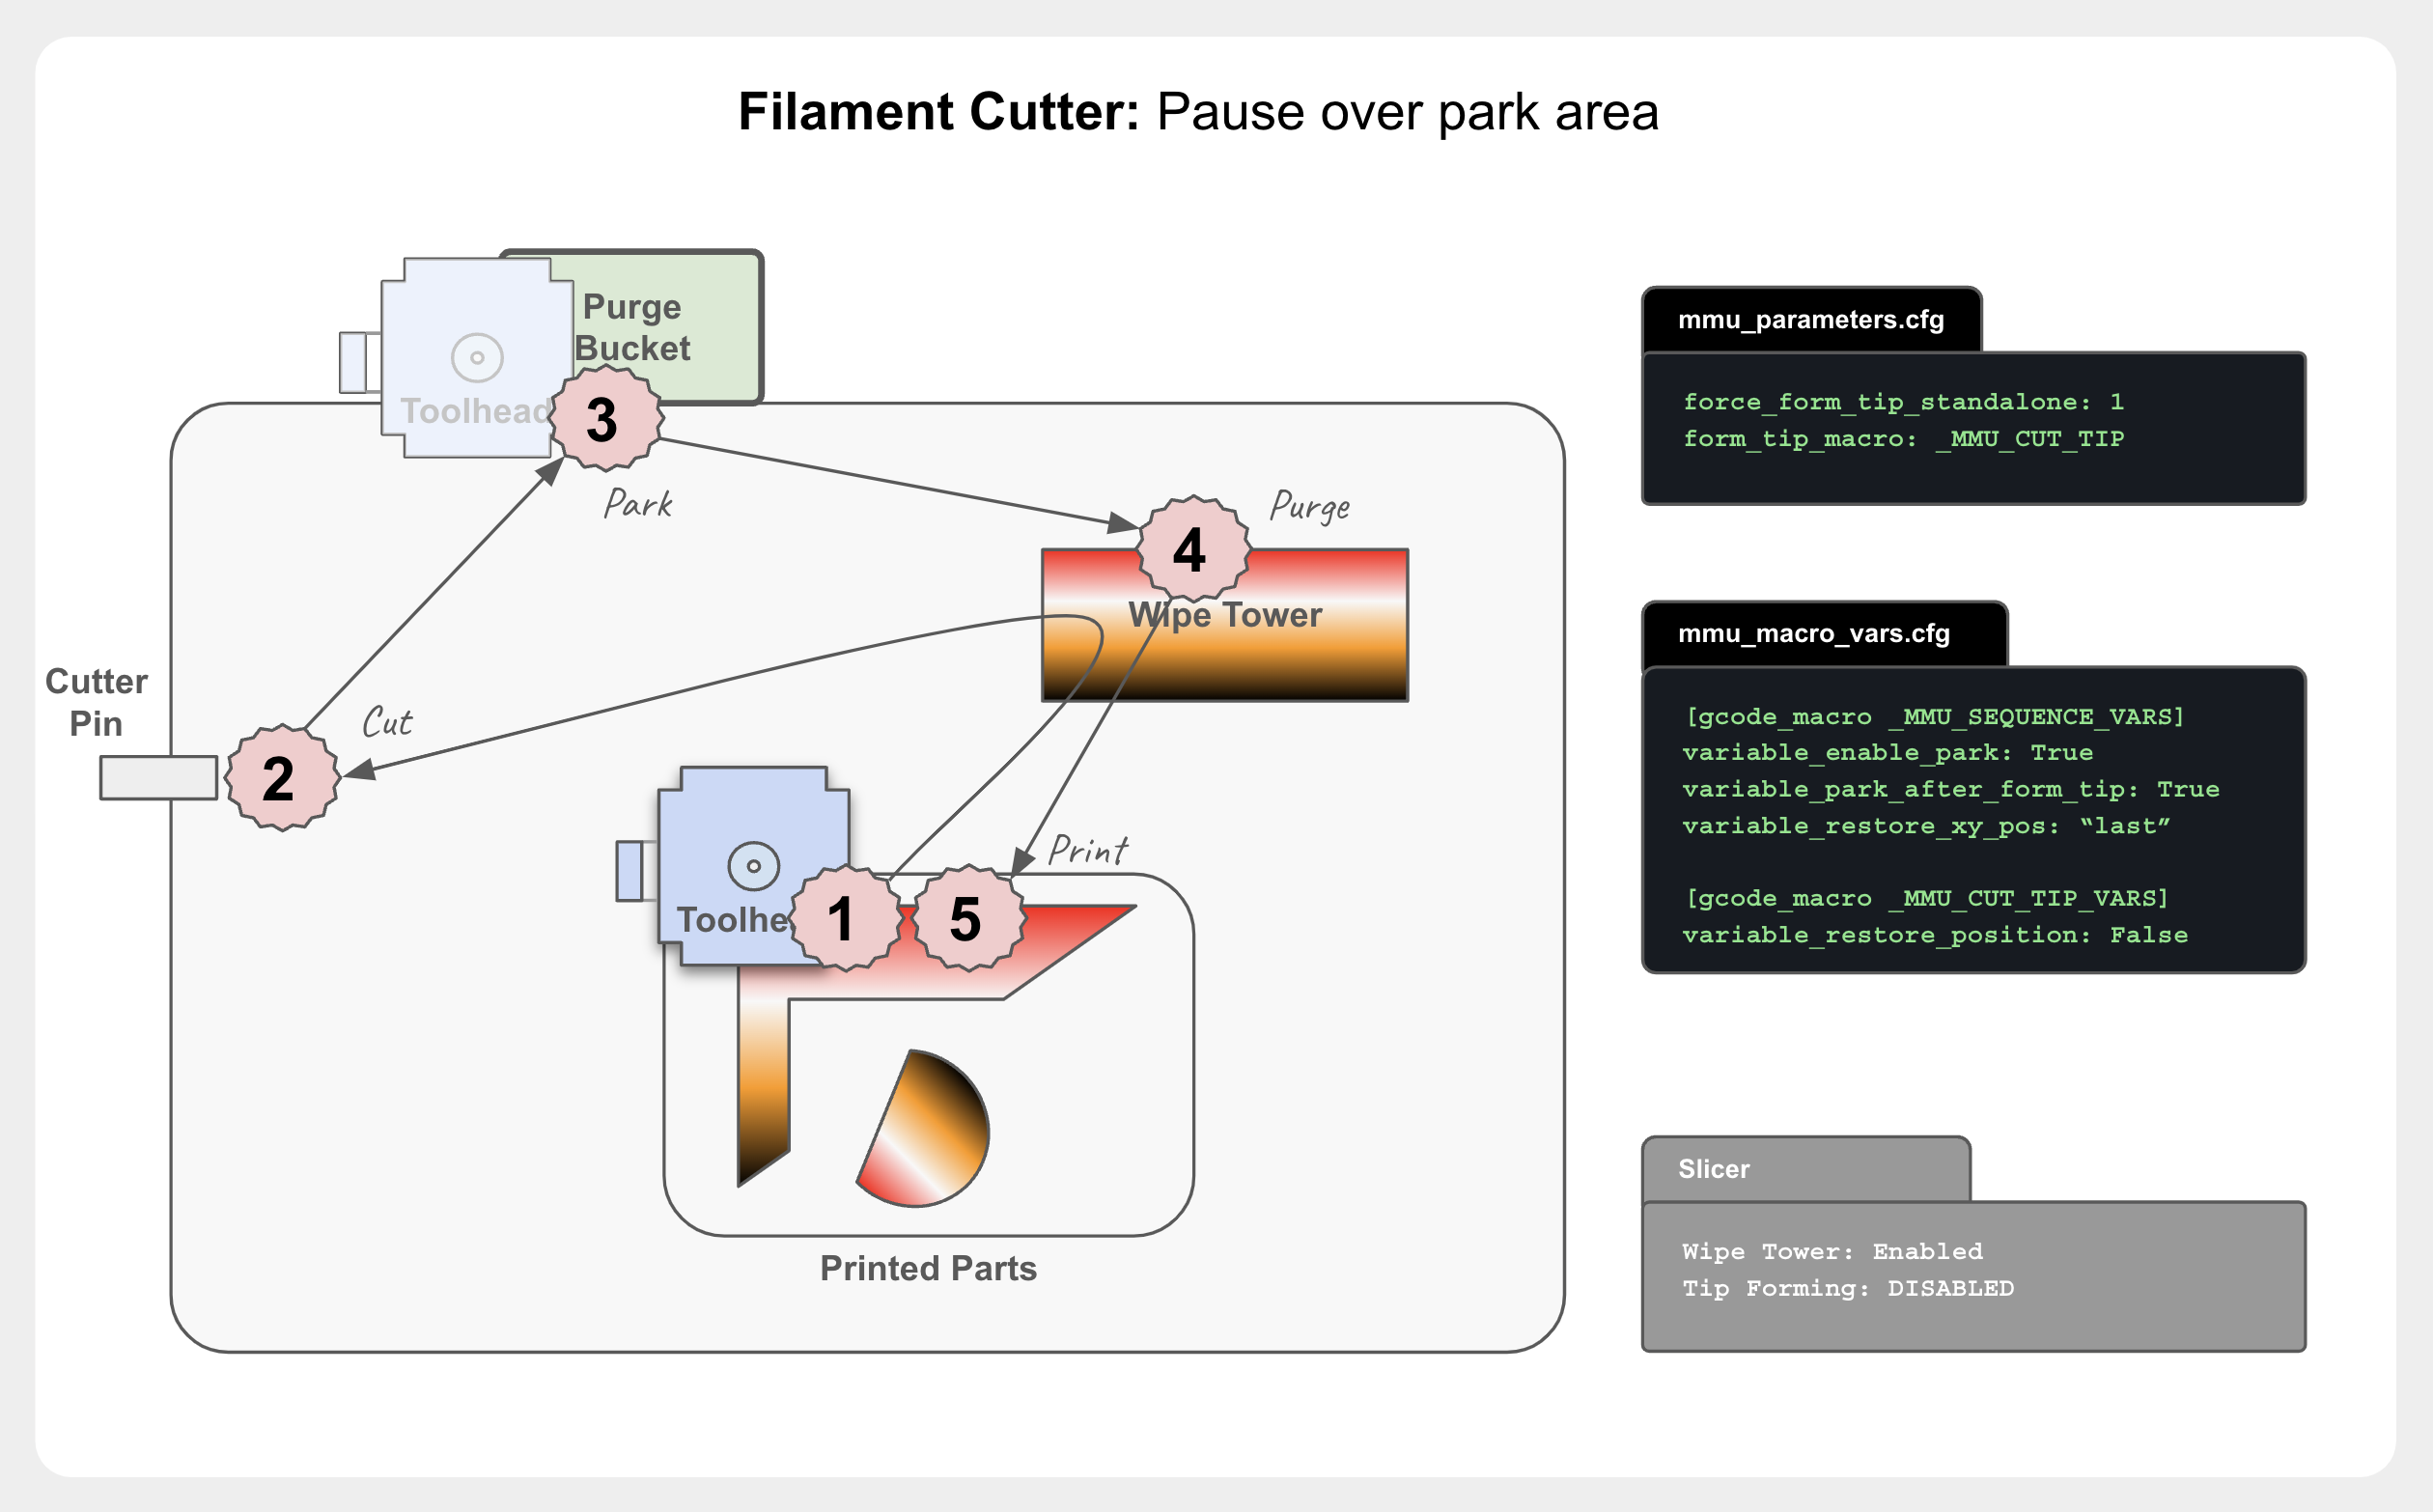 Filament Cutter: Pause over park area
Purge
Bucket
Toolhead
3
Park
4
Purge
Wipe Tower
Cutter
Pin
2
Cut
Toolhe
1
5
Print
Printed Parts
mmu_parameters.cfg
force_form_tip_standalone: 1
form_tip_macro: _MMU_CUT_TIP
mmu_macro_vars.cfg
[gcode_macro _MMU_SEQUENCE_VARS]
variable_enable_park: True
variable_park_after_form_tip: True
variable_restore_xy_pos: “last”
[gcode_macro _MMU_CUT_TIP_VARS]
variable_restore_position: False
Slicer
Wipe Tower: Enabled
Tip Forming: DISABLED